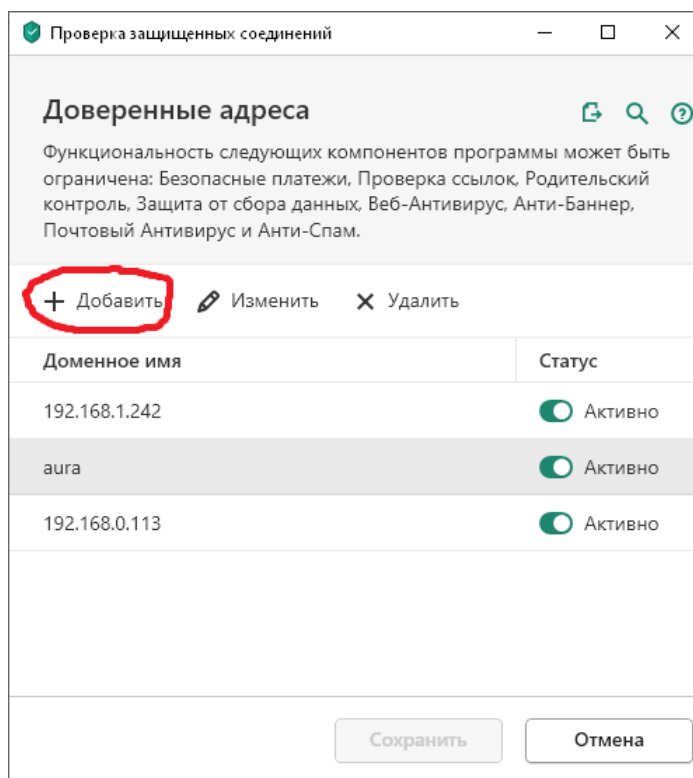 Проверка защищенных соединений
Доверенные адреса
Функциональность следующих компонентов программы может быть
ограничена: Безопасные платежи, Проверка ссылок, Родительский
контроль, Защита от сбора данных, Веб-Антивирус, Анти-Баннер,
Почтовый Антивирус и Анти-Спам.
Добавить Изменить Удалить
Доменное имя Статус
192.168.1.242 Активно
aura Активно
192.168.0.113 Активно
Сохранить Отмена